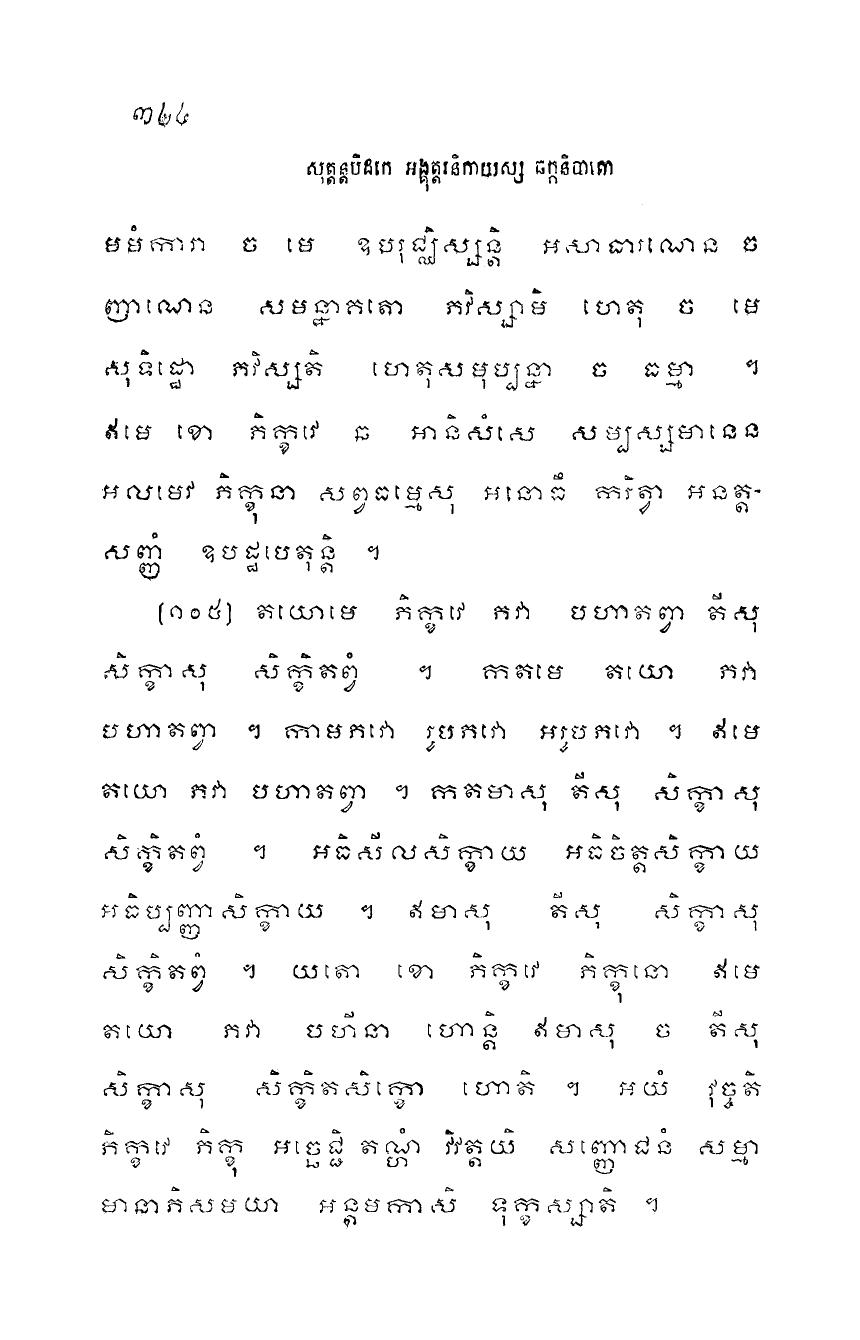 ៣២៤
សុត្តន្តបិដកេ អង្គុត្តរនិកាយស្ស ឆក្កនិបាតោ
មមំការា ច មេ ឧបរុជ្ឈិស្សន្តិ អសាធារណេន ច
ញាណេន សមន្នាគតោ ភវិស្សាមិ ហេតុ ច មេ
សុទិដ្ឋោ ភវិស្សតិ ហេតុសមុប្បន្នា ច ធម្មា ។
ឥមេ ខោ ភិក្ខវេ ឆ អានិសំសេ សម្បស្សមានេន
អលមេវ ភិក្ខុនា សព្វធម្មេសុ អនោធឹ ករិត្វា អនត្ត-
សញ្ញំ ឧបដ្ឋបេតុន្តិ ។
(១០៥) តយោមេ ភិក្ខវេ ភវា បហាតព្វា តីសុ
សិក្ខាសុ សិក្ខិតព្វំ ។ កតមេ តយោ ភវា
បហាតព្វា ។ កាមភវោ រូបភវោ អរូបភវោ ។ ឥមេ
តយោ ភវា បហាតព្វា ។ កតមាសុ តីសុ សិក្ខាសុ
សិក្ខិតព្វំ ។ អធិសីលសិក្ខាយ អធិចិត្តសិក្ខាយ
អធិប្បញ្ញាសិក្ខាយ ។ ឥមាសុ តីសុ សិក្ខាសុ
សិក្ខិតព្វំ ។ យតោ ខោ ភិក្ខវេ ភិក្ខុនោ ឥមេ
តយោ ភវា បហីនា ហោន្តិ ឥមាសុ ច តីសុ
សិក្ខាសុ សិក្ខិតសិក្ខោ ហោតិ ។ អយំ វុច្ចតិ
ភិក្ខវេ ភិក្ខុ អច្ឆេជ្ជិ តណ្ហំ វិវត្តយិ សញ្ញោជនំ សម្មា
មានាភិសមយា អន្តមកាសិ ទុក្ខស្សាតិ ។